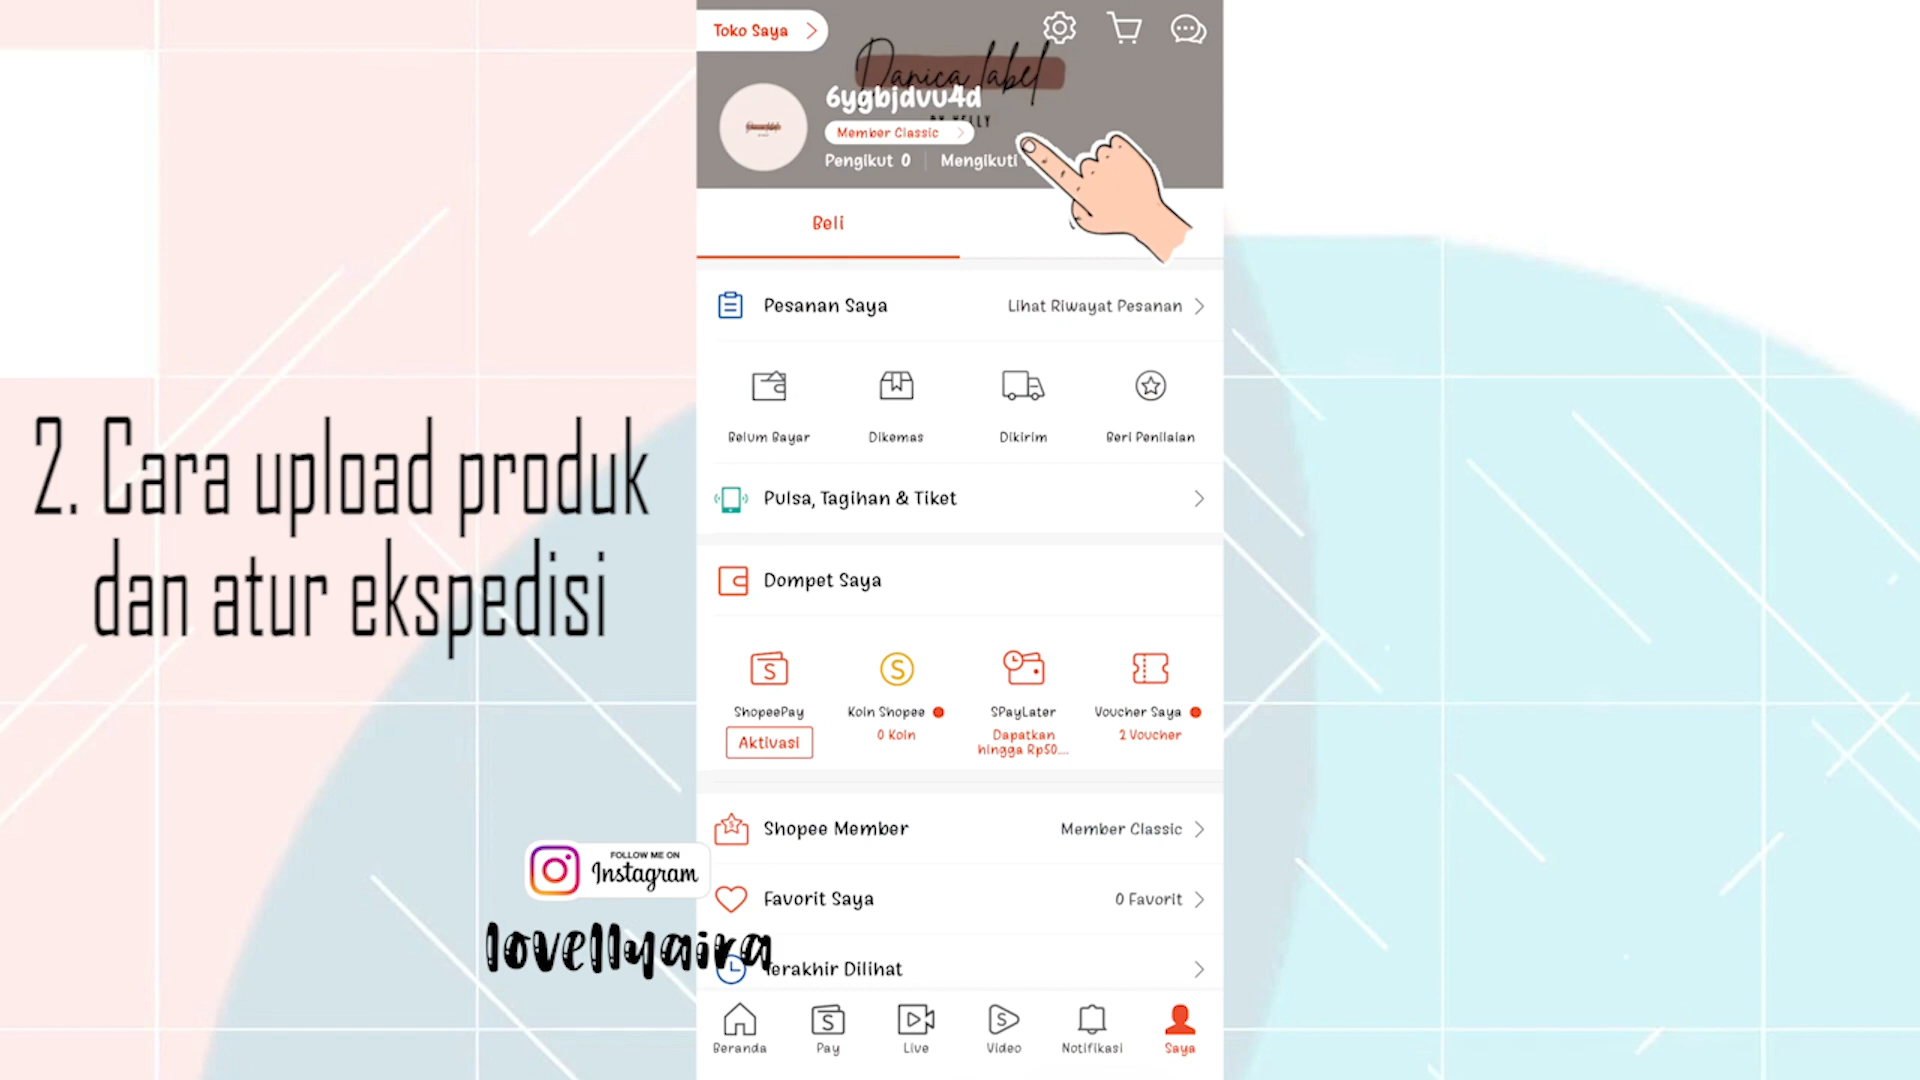 Toko Saya
Danica label
6ygbjdvu4d
Member Classic
Pengikut 0
Mengikuti
Beli
Pesanan Saya
Lihat Riwayat Pesanan
Belum Bayar
Dikemas
Dikirim
Beri Penilaian
Pulsa, Tagihan & Tiket
2. Cara upload produk
dan atur ekspedisi
Dompet Saya
ShopeePay
Aktivasi
Koin Shopee
0 Koin
SPayLater
Dapatkan
hingga Rp50....
Voucher Saya
2 Voucher
Shopee Member
Member Classic
FOLLOW ME ON
Instagram
lovellyaira
Favorit Saya
0 Favorit
Terakhir Dilihat
Beranda
Pay
Live
Video
Notifikasi
Saya